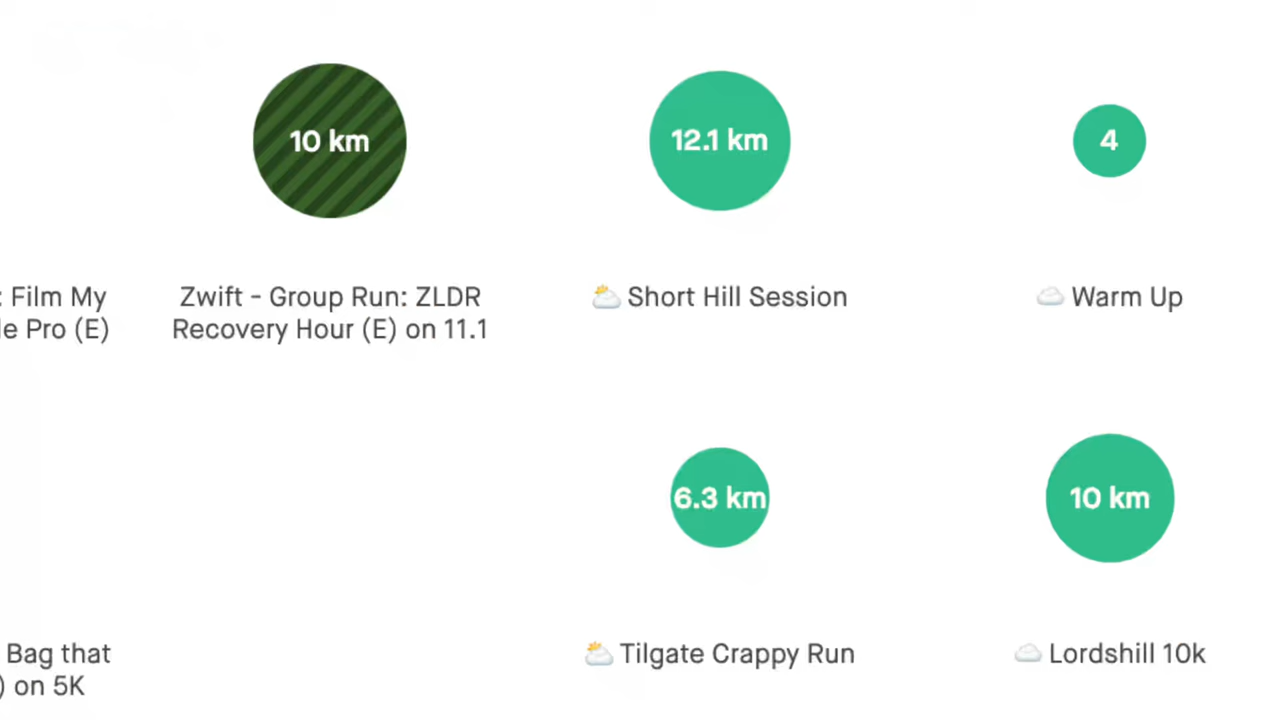 10 km
12.1 km
4
: Film My
le Pro (E)
Zwift - Group Run: ZLDR
Recovery Hour (E) on 11.1
Short Hill Session
Warm Up
6.3 km
10 km
Bag that
) on 5K
Tilgate Crappy Run
Lordshill 10k